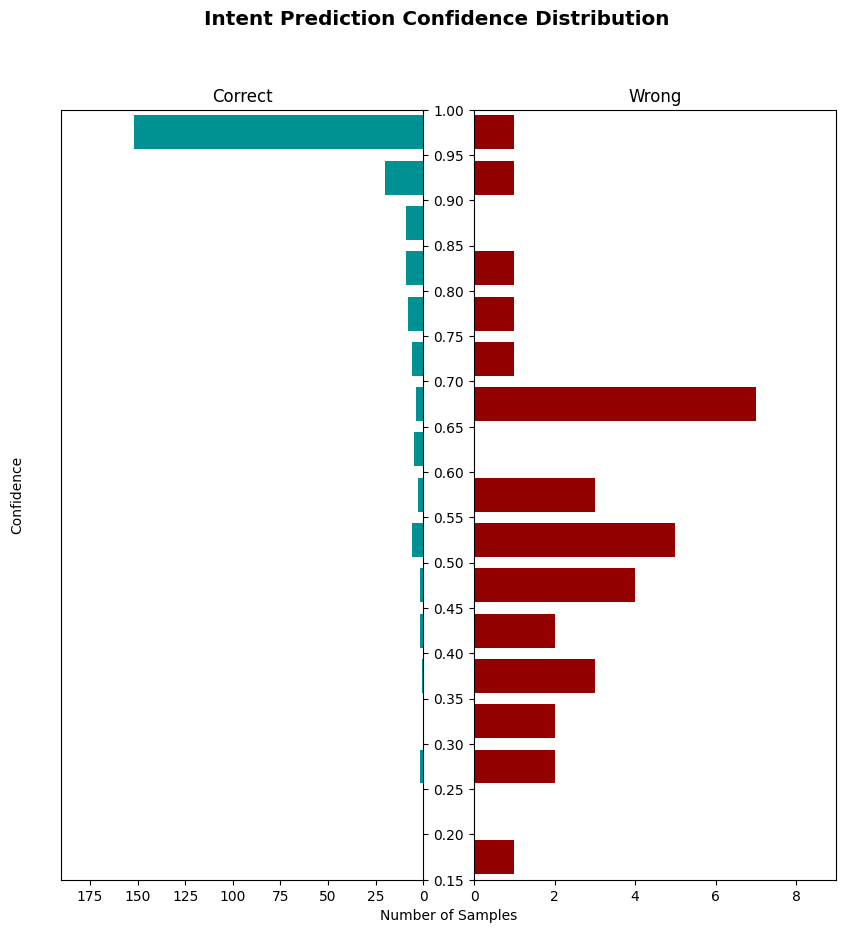 Intent Prediction Confidence Distribution
Correct
Wrong
1.00
0.95
0.90
0.85
0.80
0.75
0.70
0.65
0.60
0.55
0.50
0.45
0.40
0.35
0.30
0.25
0.20
0.15
Confidence
175 150 125 100 75 50 25 0
0 2 4 6 8
Number of Samples